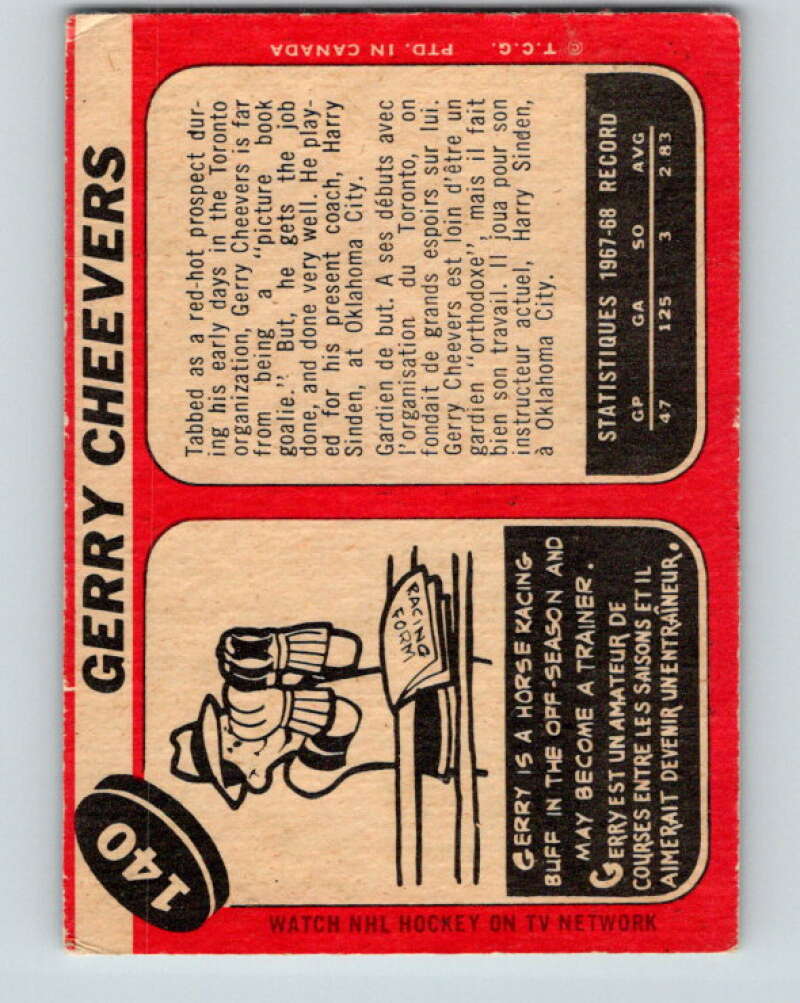 140
GERRY CHEEVERS
GERRY IS A HORSE RACING
BUFF IN THE OFF-SEASON AND
MAY BECOME A TRAINER.
GERRY EST UN AMATEUR DE
COURSES ENTRE LES SAISONS ET IL
AIMERAIT DEVENIR UN ENTRAÎNEUR.
RACING
FORM
WATCH NHL HOCKEY ON TV NETWORK
Tabbed as a red-hot prospect dur-
ing his early days in the Toronto
organization, Gerry Cheevers is far
from being a "picture book
goalie." But, he gets the job
done, and done very well. He play-
ed for his present coach, Harry
Sinden, at Oklahoma City.
Gardien de but. A ses débuts avec
l'organisation du Toronto, on
fondait de grands espoirs sur lui.
Gerry Cheevers est loin d'être un
gardien "orthodoxe", mais il fait
bien son travail. Il joua pour son
instructeur actuel, Harry Sinden,
à Oklahoma City.
STATISTIQUES 1967-68 RECORD
GP GA SO AVG
47 125 3 2.83
© T.C.G. PTD. IN CANADA